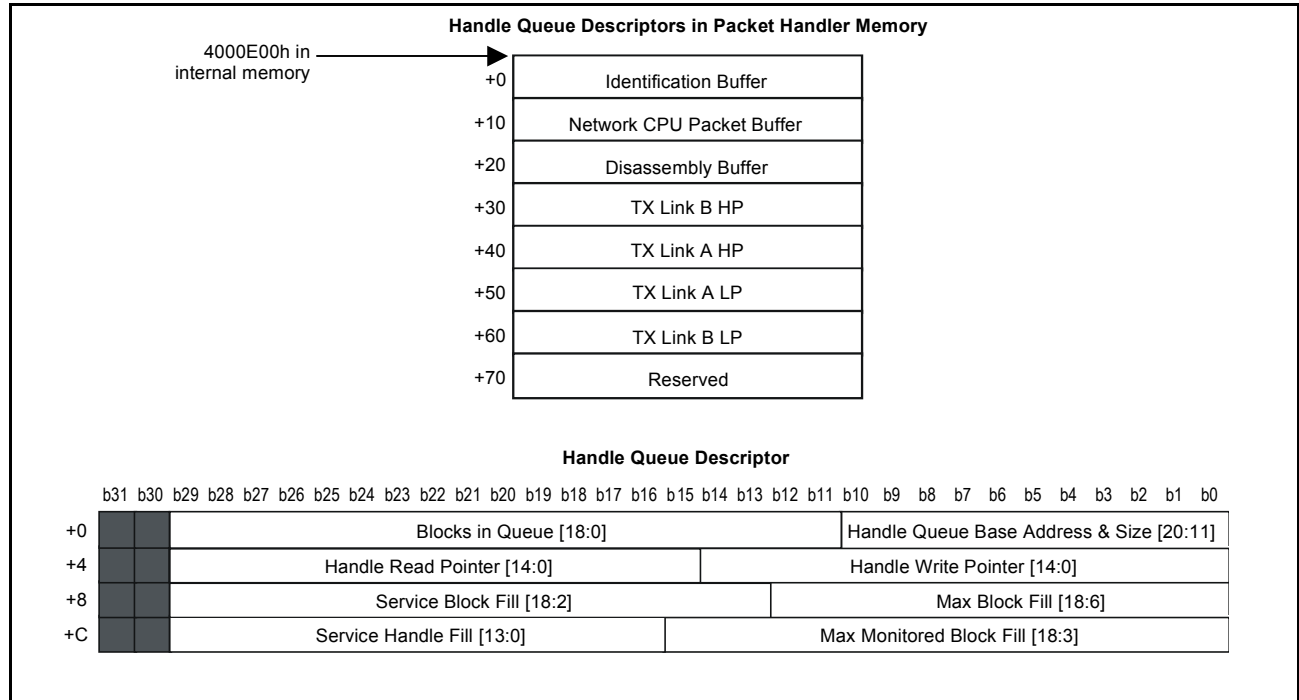 Handle Queue Descriptors in Packet Handler Memory
4000E00h in
internal memory
+0 Identification Buffer
+10 Network CPU Packet Buffer
+20 Disassembly Buffer
+30 TX Link B HP
+40 TX Link A HP
+50 TX Link A LP
+60 TX Link B LP
+70 Reserved
Handle Queue Descriptor
b31 b30 b29 b28 b27 b26 b25 b24 b23 b22 b21 b20 b19 b18 b17 b16 b15 b14 b13 b12 b11 b10 b9 b8 b7 b6 b5 b4 b3 b2 b1 b0
+0 Blocks in Queue [18:0] Handle Queue Base Address & Size [20:11]
+4 Handle Read Pointer [14:0] Handle Write Pointer [14:0]
+8 Service Block Fill [18:2] Max Block Fill [18:6]
+C Service Handle Fill [13:0] Max Monitored Block Fill [18:3]